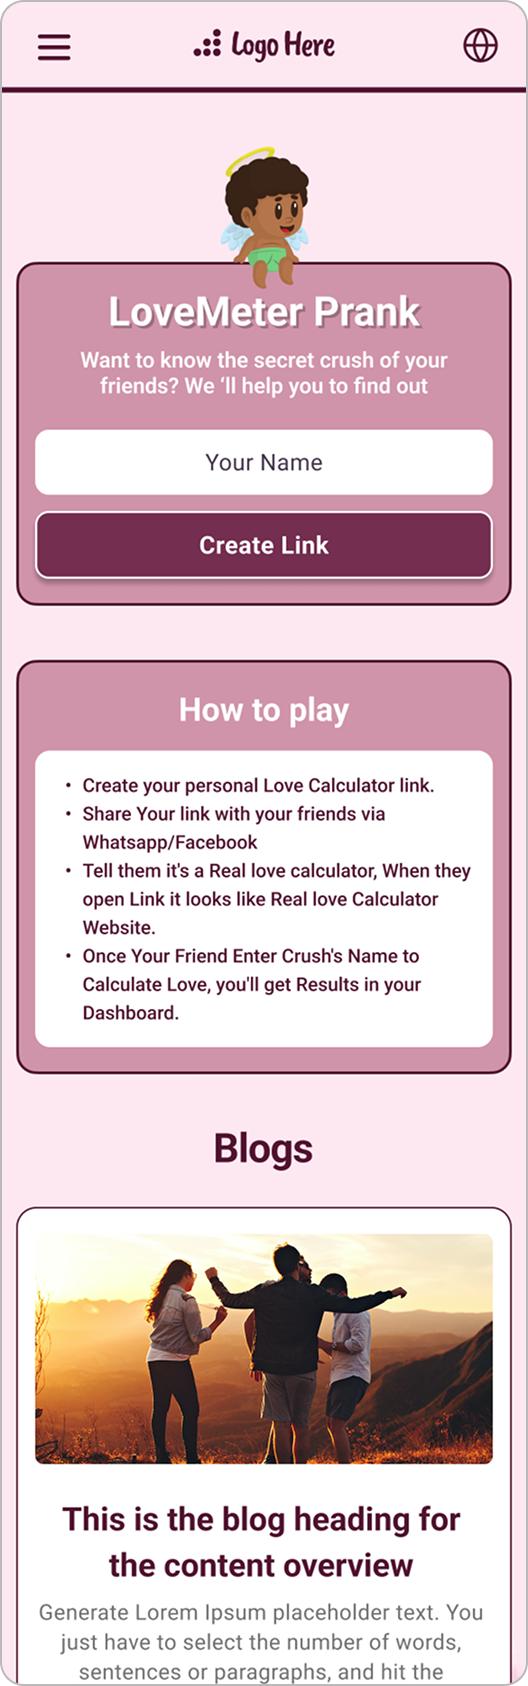 Logo Here
LoveMeter Prank
Want to know the secret crush of your
friends? We ‘ll help you to find out
Your Name
Create Link
How to play
• Create your personal Love Calculator link.
• Share Your link with your friends via
Whatsapp/Facebook
• Tell them it's a Real love calculator, When they
open Link it looks like Real love Calculator
Website.
• Once Your Friend Enter Crush's Name to
Calculate Love, you'll get Results in your
Dashboard.
Blogs
This is the blog heading for
the content overview
Generate Lorem Ipsum placeholder text. You
just have to select the number of words,
sentences or paragraphs, and hit the